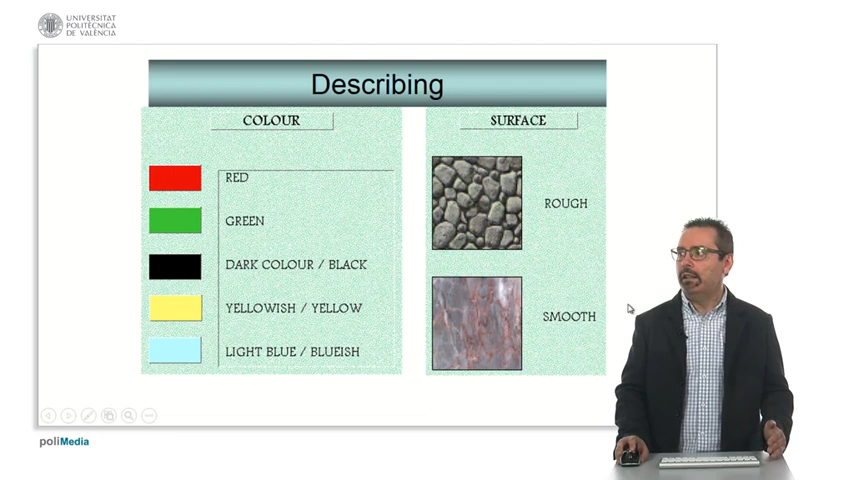 UNIVERSITAT
POLITÈCNICA
DE VALÈNCIA
Describing
COLOUR
RED
GREEN
DARK COLOUR / BLACK
YELLOWISH / YELLOW
LIGHT BLUE / BLUEISH
SURFACE
ROUGH
SMOOTH
poliMedia